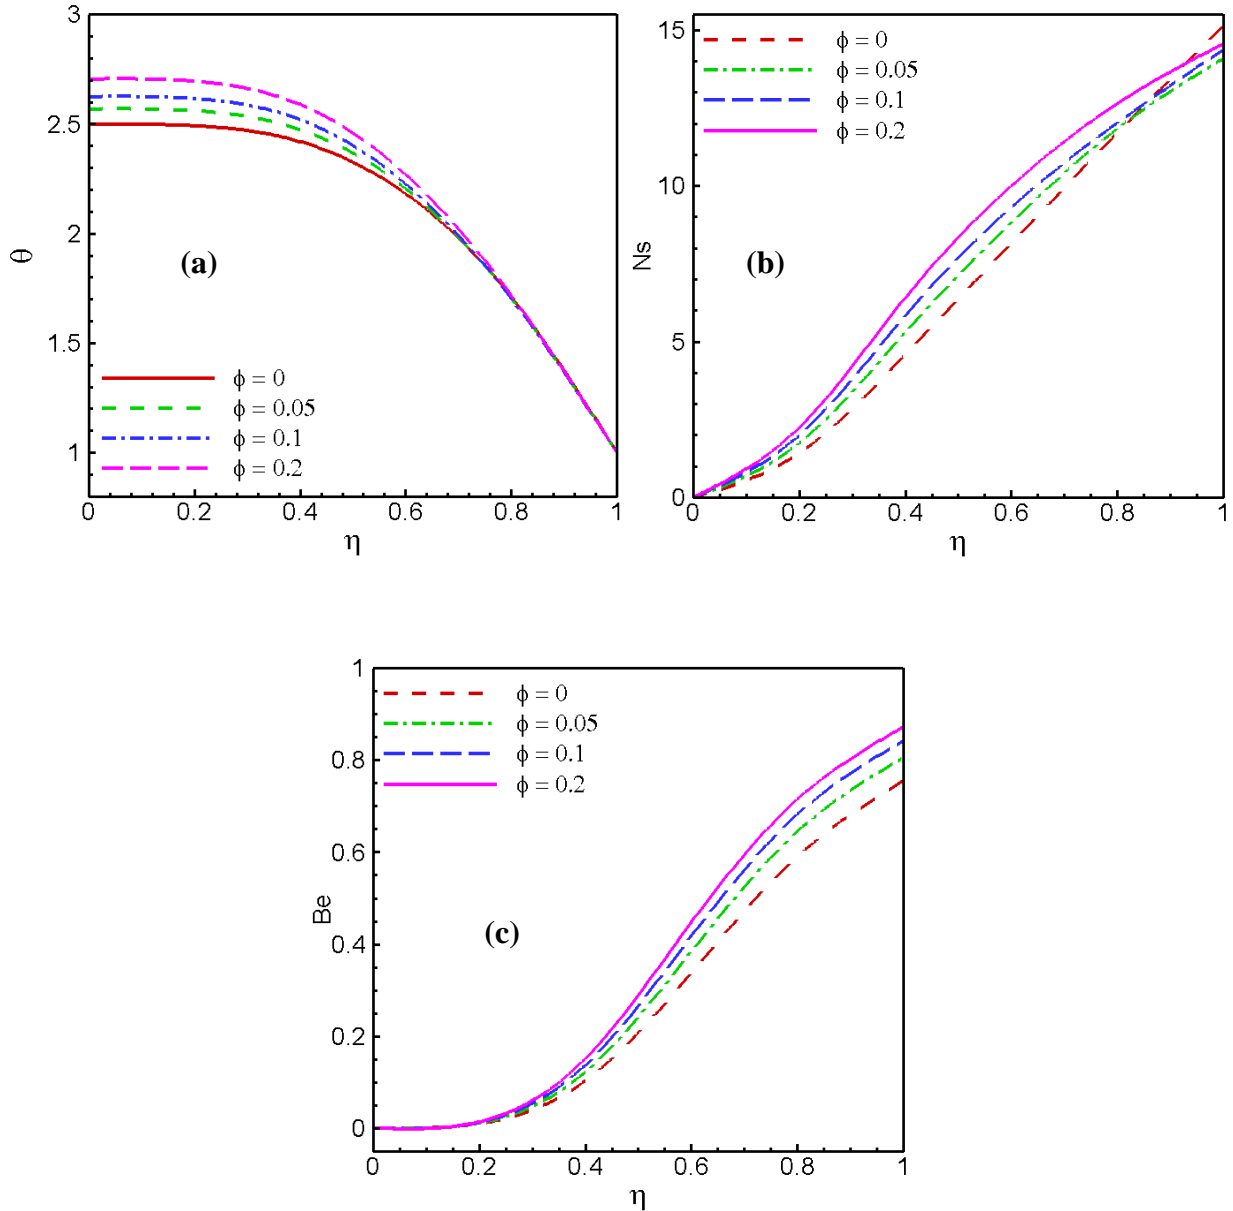 3
2.5
2
1.5
1
θ
(a)
ϕ = 0
ϕ = 0.05
ϕ = 0.1
ϕ = 0.2
0 0.2 0.4 0.6 0.8 1
η
15
10
5
0
Ns
ϕ = 0
ϕ = 0.05
ϕ = 0.1
ϕ = 0.2
(b)
0 0.2 0.4 0.6 0.8 1
η
1
0.8
0.6
0.4
0.2
0
Be
ϕ = 0
ϕ = 0.05
ϕ = 0.1
ϕ = 0.2
(c)
0 0.2 0.4 0.6 0.8 1
η